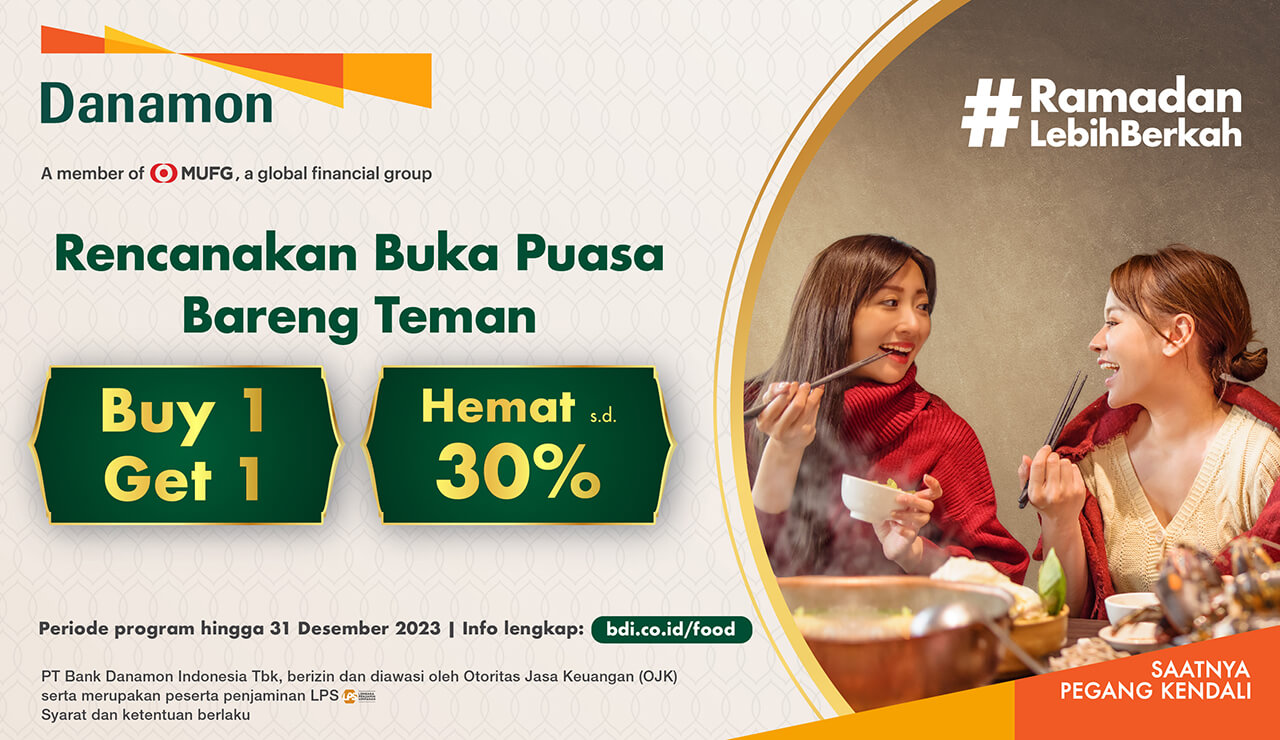 Danamon
A member of MUFG, a global financial group
#Ramadan
LebihBerkah
Rencanakan Buka Puasa
Bareng Teman
Buy 1
Get 1
Hemat s.d.
30%
Periode program hingga 31 Desember 2023 | Info lengkap: bdi.co.id/food
PT Bank Danamon Indonesia Tbk, berizin dan diawasi oleh Otoritas Jasa Keuangan (OJK)
serta merupakan peserta penjaminan LPS
Syarat dan ketentuan berlaku
SAATNYA
PEGANG KENDALI